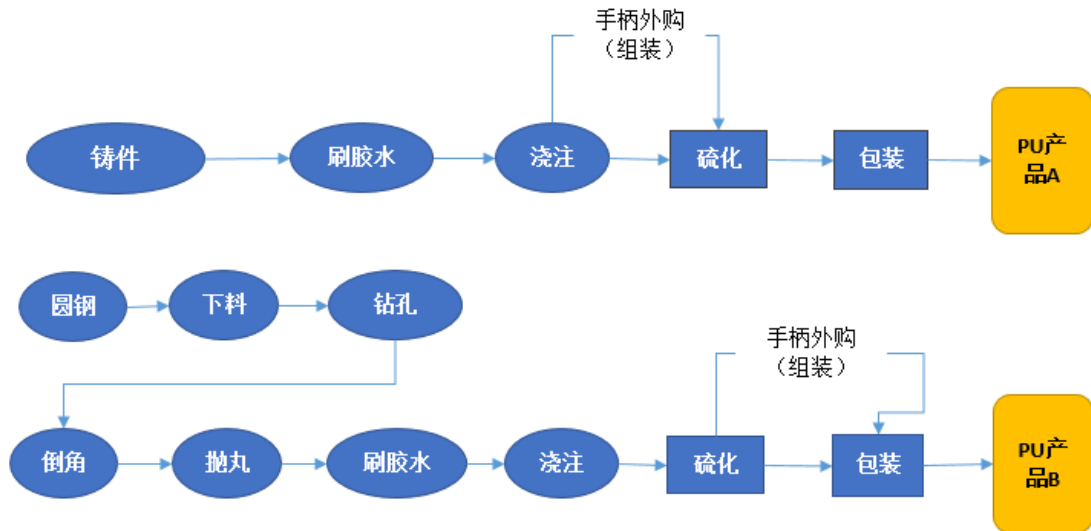 手柄外购
（组装）
铸件
刷胶水
浇注
硫化
包装
PU产
品A
圆钢
下料
钻孔
手柄外购
（组装）
倒角
抛丸
刷胶水
浇注
硫化
包装
PU产
品B